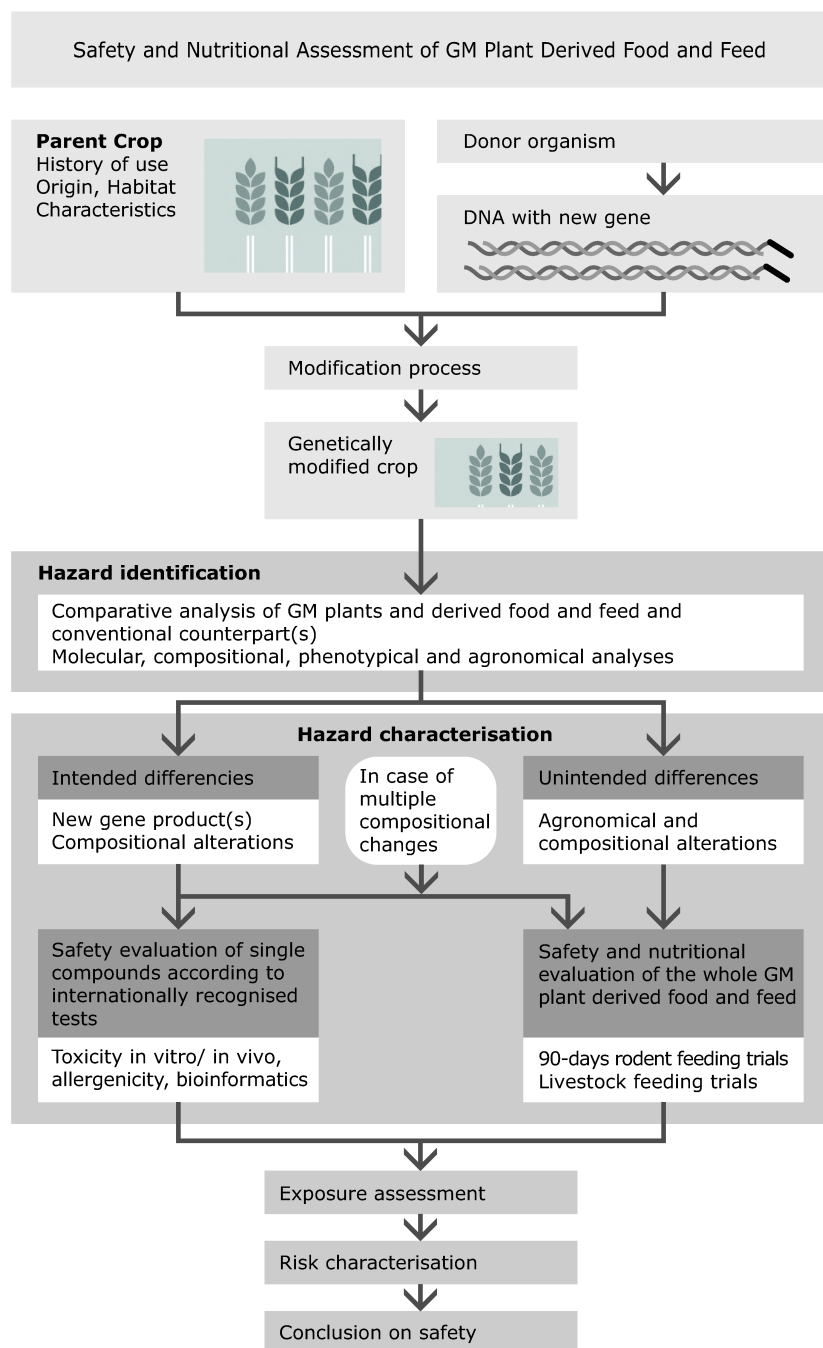 Safety and Nutritional Assessment of GM Plant Derived Food and Feed
Parent Crop
History of use
Origin, Habitat
Characteristics
Donor organism
DNA with new gene
Modification process
Genetically
modified crop
Hazard identification
Comparative analysis of GM plants and derived food and feed and
conventional counterpart(s)
Molecular, compositional, phenotypical and agronomical analyses
Hazard characterisation
Intended differencies
New gene product(s)
Compositional alterations
In case of
multiple
compositional
changes
Unintended differences
Agronomical and
compositional alterations
Safety evaluation of single
compounds according to
internationally recognised
tests
Toxicity in vitro/ in vivo,
allergenicity, bioinformatics
Safety and nutritional
evaluation of the whole GM
plant derived food and feed
90-days rodent feeding trials
Livestock feeding trials
Exposure assessment
Risk characterisation
Conclusion on safety